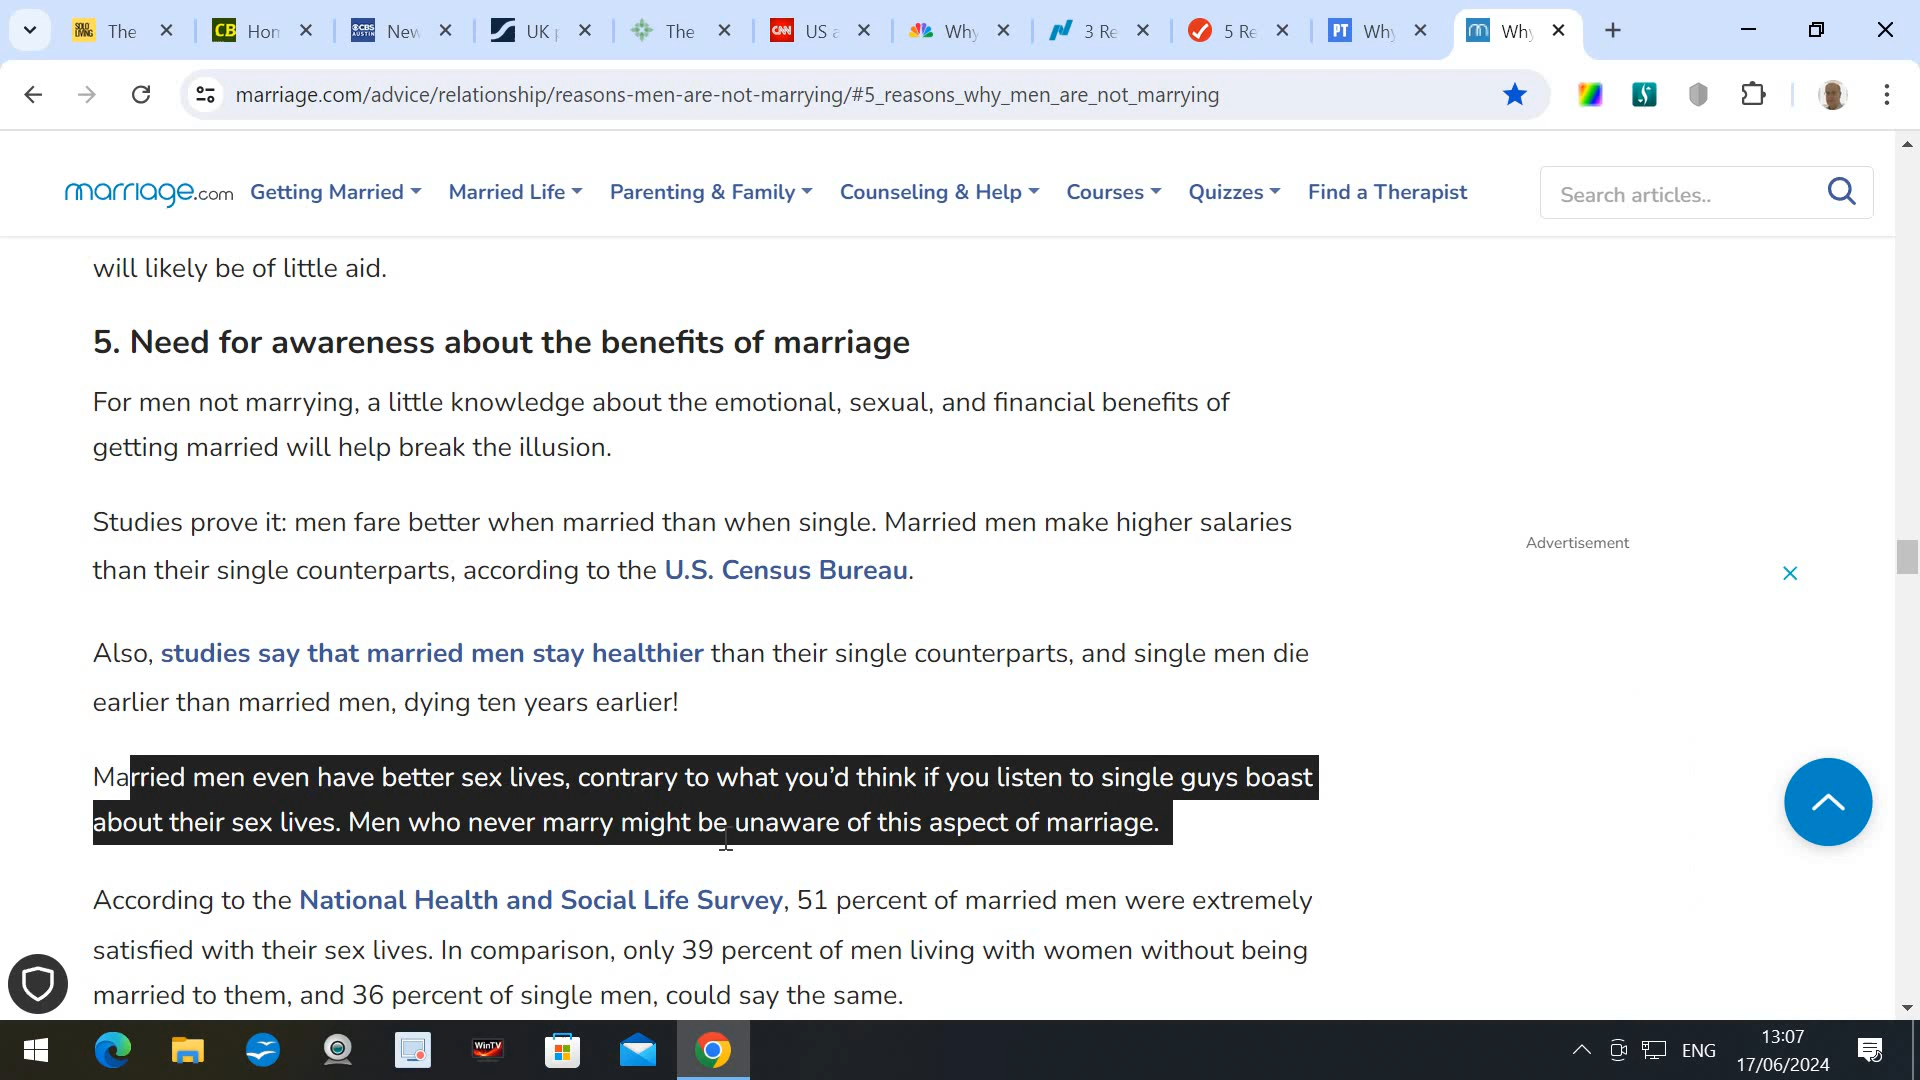 The
Hon
New
UK p
The
US a
Why
3 Re
5 Re
Why
Why
marriage.com/advice/relationship/reasons-men-are-not-marrying/#5_reasons_why_men_are_not_marrying
marriage.com
Getting Married
Married Life
Parenting & Family
Counseling & Help
Courses
Quizzes
Find a Therapist
Search articles..
will likely be of little aid.
5. Need for awareness about the benefits of marriage
For men not marrying, a little knowledge about the emotional, sexual, and financial benefits of
getting married will help break the illusion.
Studies prove it: men fare better when married than when single. Married men make higher salaries
than their single counterparts, according to the U.S. Census Bureau.
Advertisement
Also, studies say that married men stay healthier than their single counterparts, and single men die
earlier than married men, dying ten years earlier!
Married men even have better sex lives, contrary to what you’d think if you listen to single guys boast
about their sex lives. Men who never marry might be unaware of this aspect of marriage.
According to the National Health and Social Life Survey, 51 percent of married men were extremely
satisfied with their sex lives. In comparison, only 39 percent of men living with women without being
married to them, and 36 percent of single men, could say the same.
WinTV
ENG
13:07
17/06/2024